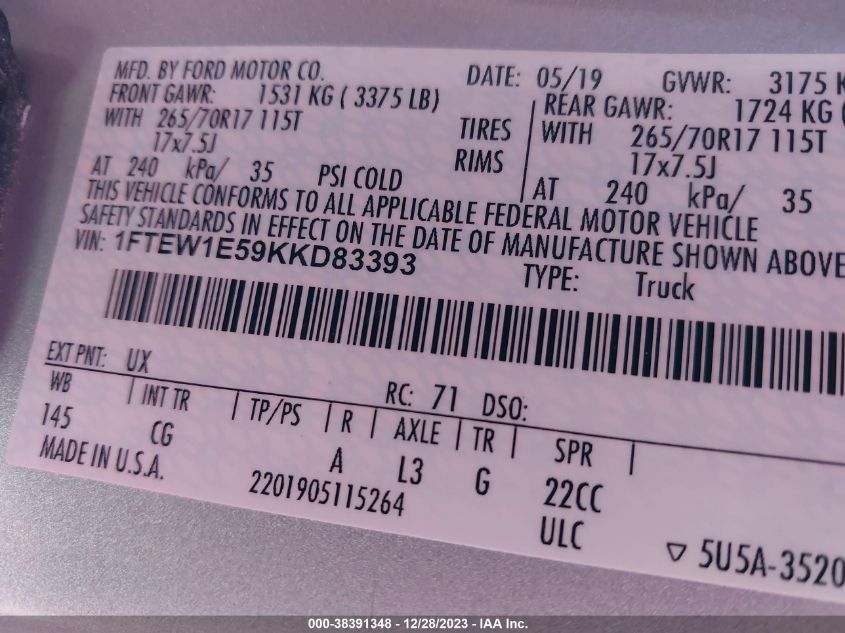 MFD. BY FORD MOTOR CO.
DATE: 05/19 GVWR: 3175 K
FRONT GAWR: 1531 KG ( 3375 LB)
REAR GAWR: 1724 KG (
WITH 265/70R17 115T TIRES
WITH 265/70R17 115T
17x7.5J RIMS
17x7.5J
AT 240 kPa/ 35 PSI COLD
AT 240 kPa/ 35
THIS VEHICLE CONFORMS TO ALL APPLICABLE FEDERAL MOTOR VEHICLE
SAFETY STANDARDS IN EFFECT ON THE DATE OF MANUFACTURE SHOWN ABOVE
VIN: 1FTEW1E59KKD83393
TYPE: Truck
EXT PNT: UX RC: 71 DSO:
WB | INT TR | TP/PS | R | AXLE | TR | SPR |
145 CG A L3 G 22CC
MADE IN U.S.A. 2201905115264 ULC
▽ 5U5A-3520
000-38391348 - 12/28/2023 - IAA Inc.